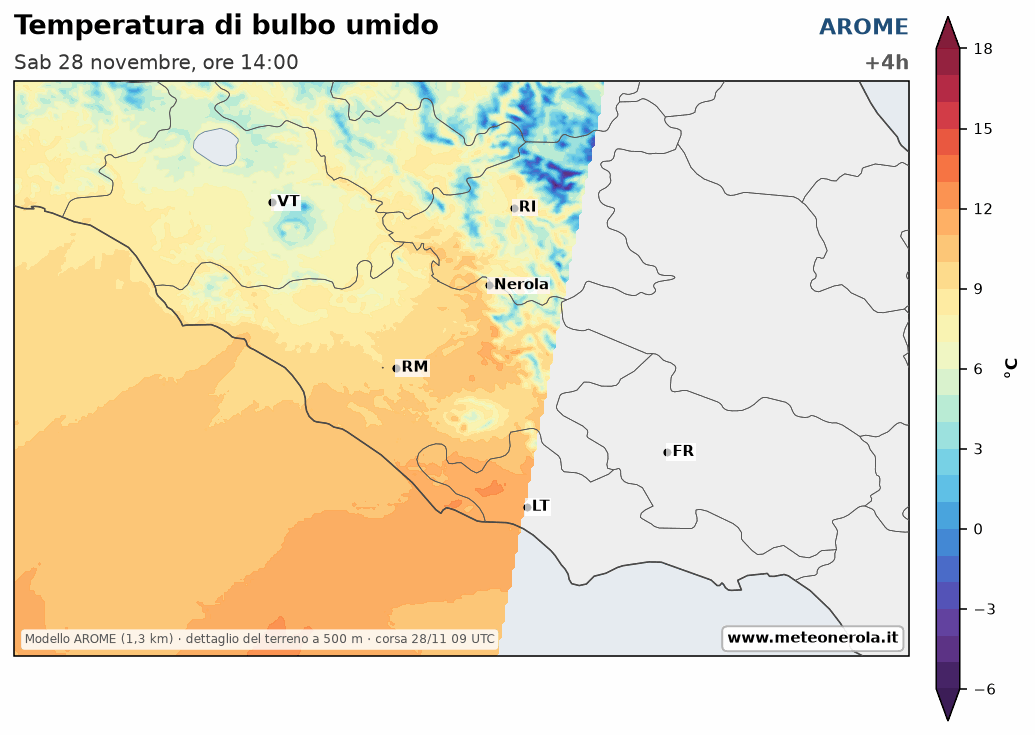 Temperatura di bulbo umido
AROME
Sab 28 novembre, ore 14:00
+4h
18
15
12
9
6
3
0
−3
−6
°C
VT
RI
Nerola
RM
FR
LT
Modello AROME (1,3 km) · dettaglio del terreno a 500 m · corsa 28/11 09 UTC
www.meteonerola.it